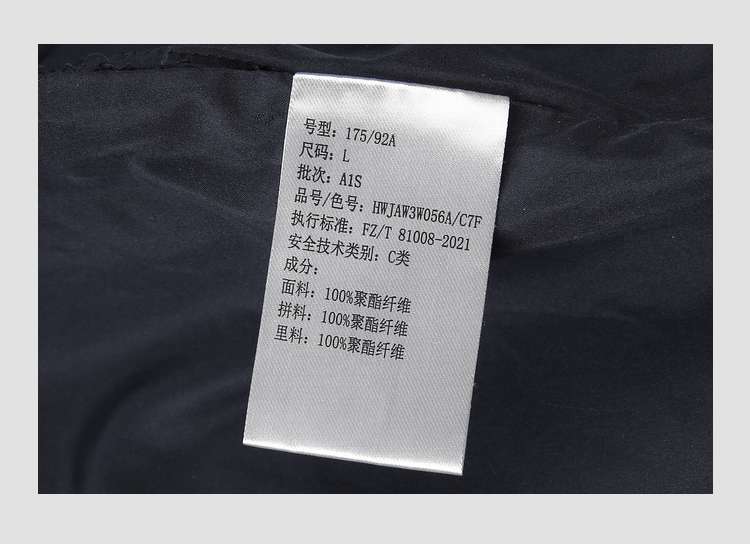 号型：175/92A
尺码：L
批次：A1S
品号/色号：HWJAW3W056A/C7F
执行标准：FZ/T 81008-2021
安全技术类别：C类
成分：
面料：100%聚酯纤维
拼料：100%聚酯纤维
里料：100%聚酯纤维